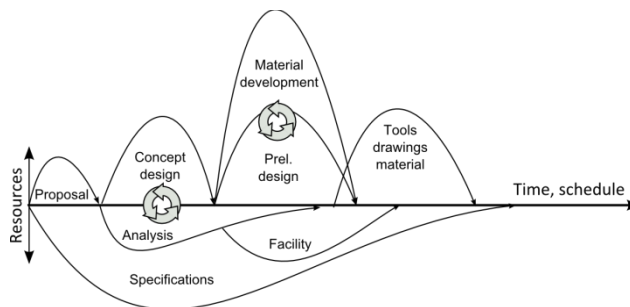 Material
development
Concept
design
Prel.
design
Tools
drawings
material
Proposal
Time, schedule
Resources
Analysis
Facility
Specifications